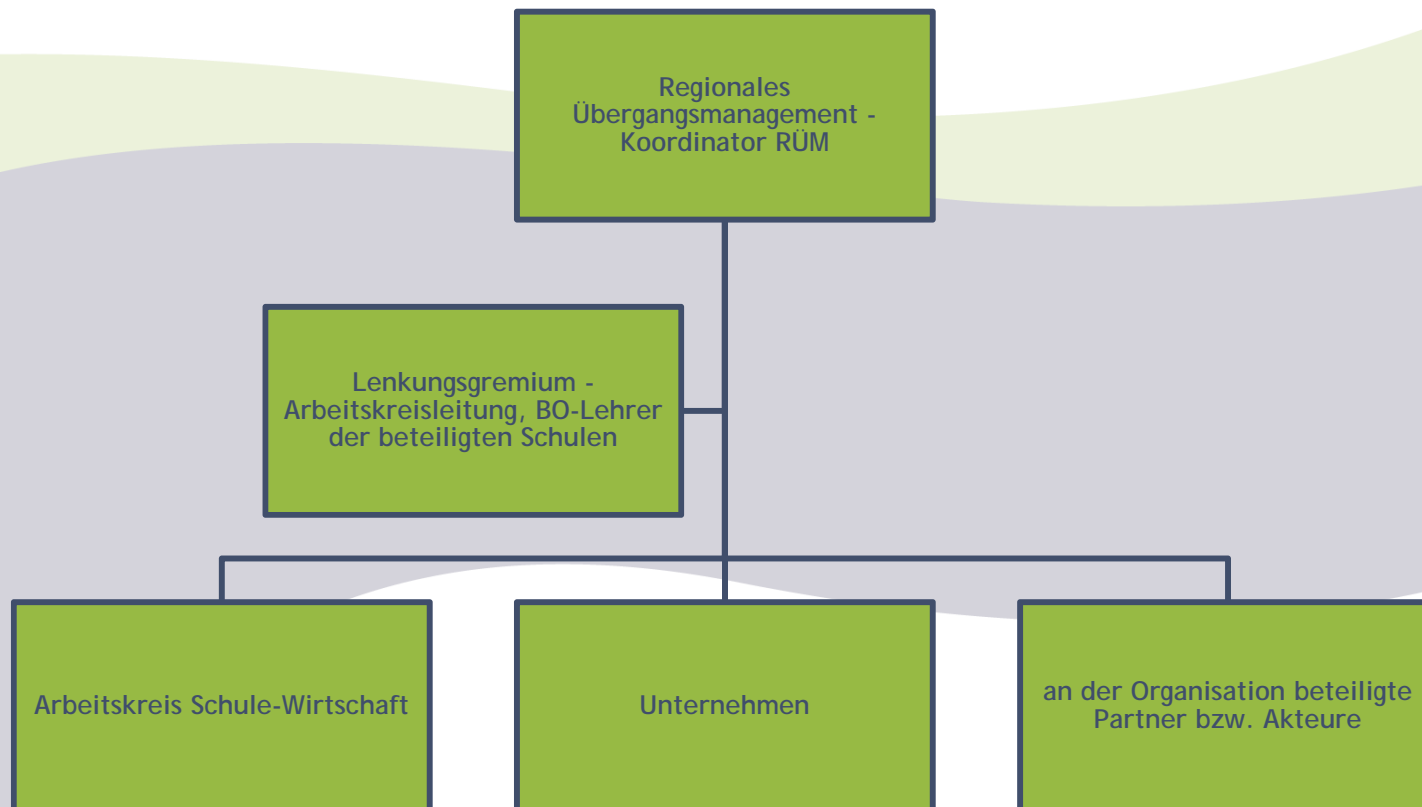 Regionales
Übergangsmanagement -
Koordinator RÜM
Lenkungsgremium -
Arbeitskreisleitung, BO-Lehrer
der beteiligten Schulen
Arbeitskreis Schule-Wirtschaft
Unternehmen
an der Organisation beteiligte
Partner bzw. Akteure